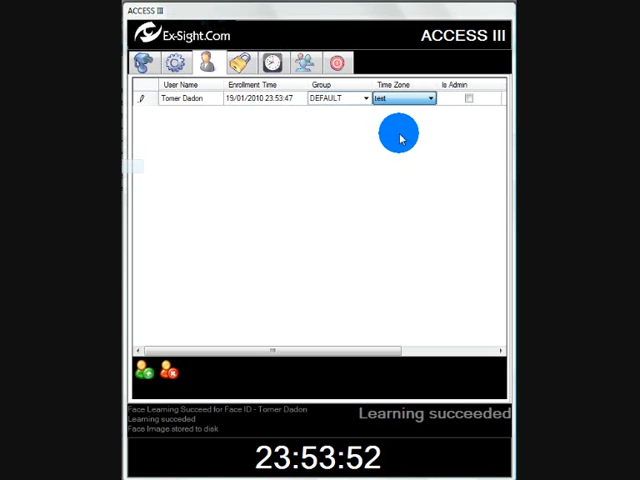 ACCESS III
Ex-Sight.Com
ACCESS III
User Name Enrollment Time Group Time Zone Is Admin
Tomer Dadon 19/01/2010 23:53:47 DEFAULT test
Face Learning Succeed for Face ID - Tomer Dadon
Learning succeded
Face Image stored to disk
Learning succeeded
23:53:52